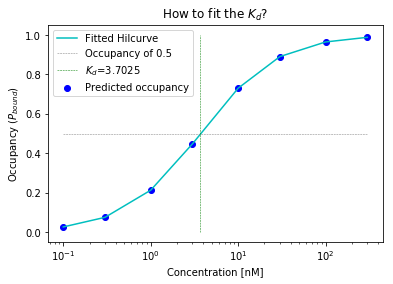 How to fit the K_d?
Fitted Hilcurve
Occupancy of 0.5
K_d=3.7025
Predicted occupancy
Occupancy (P_bound)
1.0
0.8
0.6
0.4
0.2
0.0
10^-1
10^0
10^1
10^2
Concentration [nM]